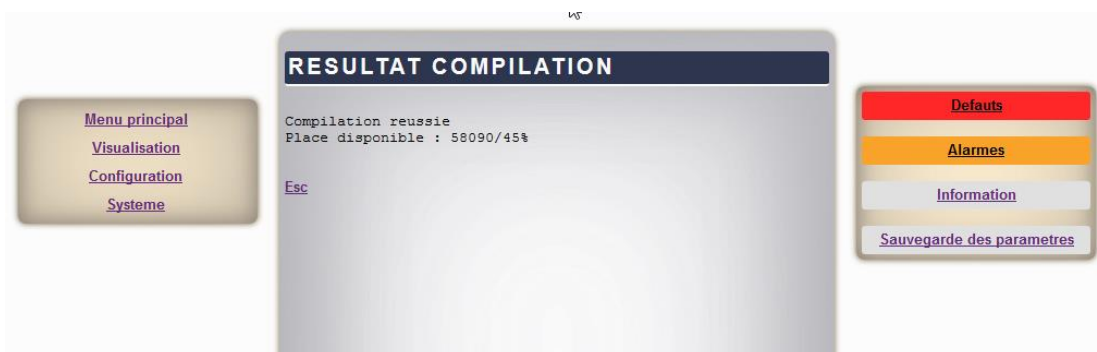 RESULTAT COMPILATION
Compilation reussie
Place disponible : 58090/45%
Esc
Menu principal
Visualisation
Configuration
Systeme
Defauts
Alarmes
Information
Sauvegarde des parametres